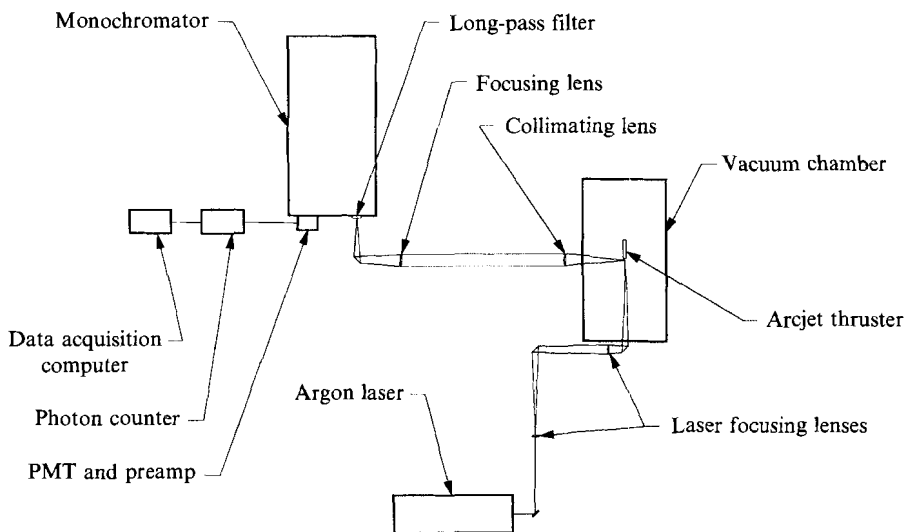 Monochromator
Long-pass filter
Focusing lens
Collimating lens
Vacuum chamber
Arcjet thruster
Data acquisition
computer
Photon counter
PMT and preamp
Argon laser
Laser focusing lenses